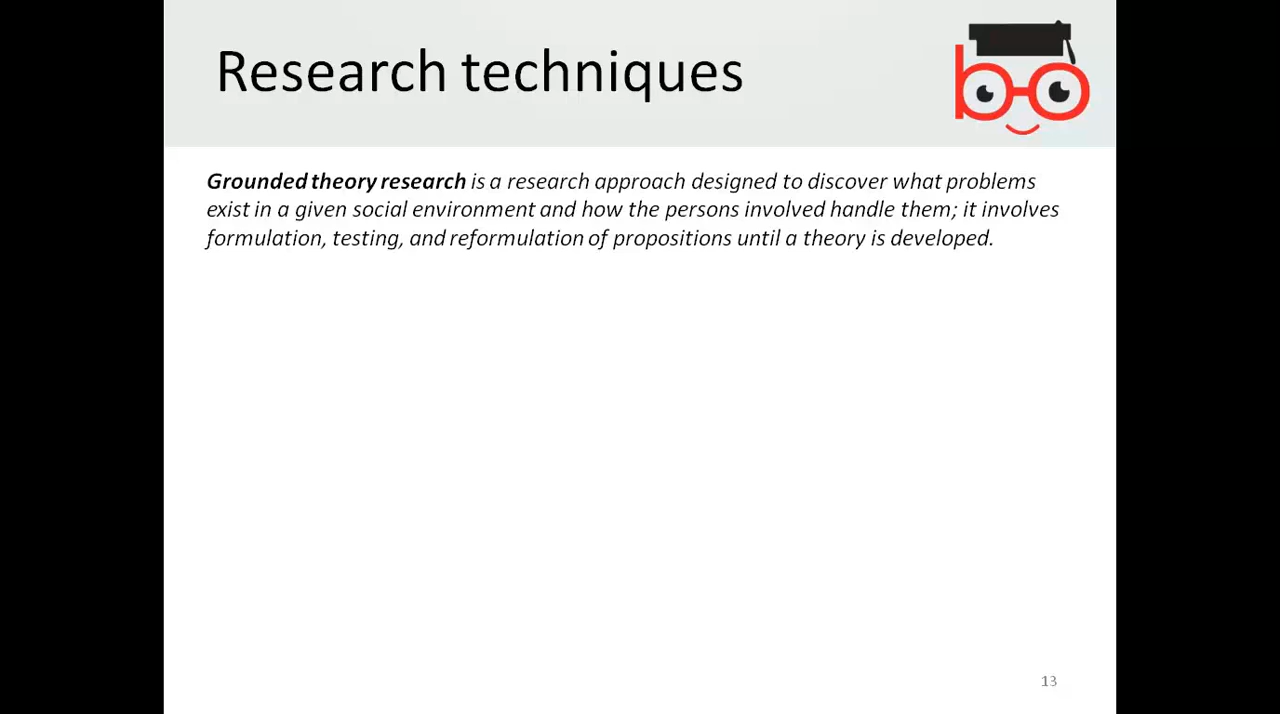 Research techniques
Grounded theory research is a research approach designed to discover what problems
exist in a given social environment and how the persons involved handle them; it involves
formulation, testing, and reformulation of propositions until a theory is developed.
13